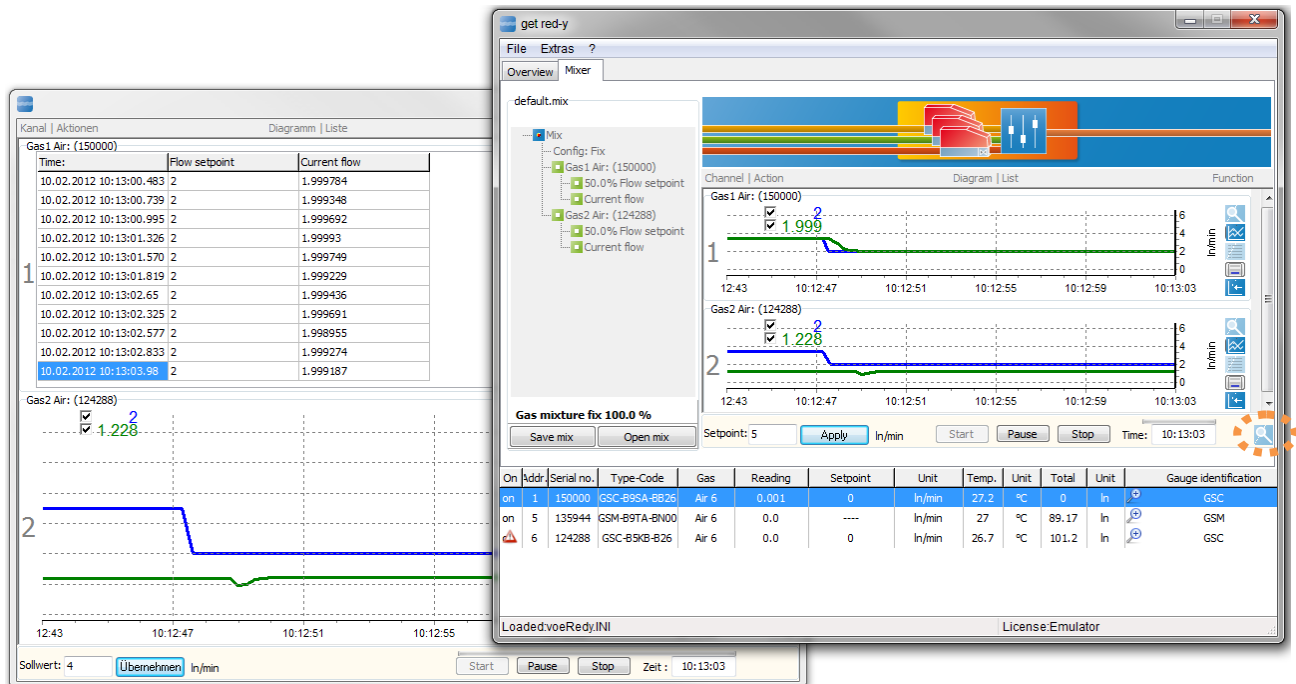 Kanal | Aktionen Diagramm | Liste
Gas1 Air: (150000)
Time: Flow setpoint Current flow
10.02.2012 10:13:00.483 2 1.999784
10.02.2012 10:13:00.739 2 1.999348
10.02.2012 10:13:00.995 2 1.999692
10.02.2012 10:13:01.326 2 1.99993
10.02.2012 10:13:01.570 2 1.999749
10.02.2012 10:13:01.819 2 1.999229
10.02.2012 10:13:02.65 2 1.999436
10.02.2012 10:13:02.325 2 1.999691
10.02.2012 10:13:02.577 2 1.998955
10.02.2012 10:13:02.833 2 1.999274
10.02.2012 10:13:03.98 2 1.999187
1
Gas2 Air: (124288)
2
1.228
2
12:43 10:12:47 10:12:51 10:12:55
Sollwert: 4 Übernehmen ln/min Start Pause Stop Zeit : 10:13:03
get red-y
File Extras ?
Overview Mixer
default.mix
Mix
Config: Fix
Gas1 Air: (150000)
50.0% Flow setpoint
Current flow
Gas2 Air: (124288)
50.0% Flow setpoint
Current flow
Gas mixture fix 100.0 %
Save mix Open mix
Channel | Action Diagram | List Function
Gas1 Air: (150000)
2
1.999
1
6
4
2
0
ln/min
12:43 10:12:47 10:12:51 10:12:55 10:12:59 10:13:03
Gas2 Air: (124288)
2
1.228
2
6
4
2
0
ln/min
12:43 10:12:47 10:12:51 10:12:55 10:12:59 10:13:03
Setpoint: 5 Apply ln/min Start Pause Stop Time: 10:13:03
On Addr. Serial no. Type-Code Gas Reading Setpoint Unit Temp. Unit Total Unit Gauge identification
on 1 150000 GSC-B9SA-BB26 Air 6 0.001 0 ln/min 27.2 ºC 0 ln GSC
on 5 135944 GSM-B9TA-BN00 Air 6 0.0 ---- ln/min 27 ºC 89.17 ln GSM
6 124288 GSC-B5KB-B26 Air 6 0.0 0 ln/min 26.7 ºC 101.2 ln GSC
Loaded:voeRedy.INI License:Emulator